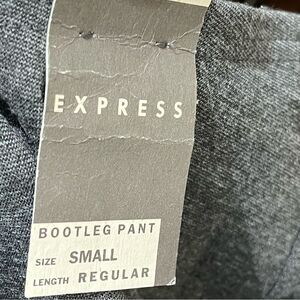 EXPRESS
BOOTLEG PANT
SIZE SMALL
LENGTH REGULAR